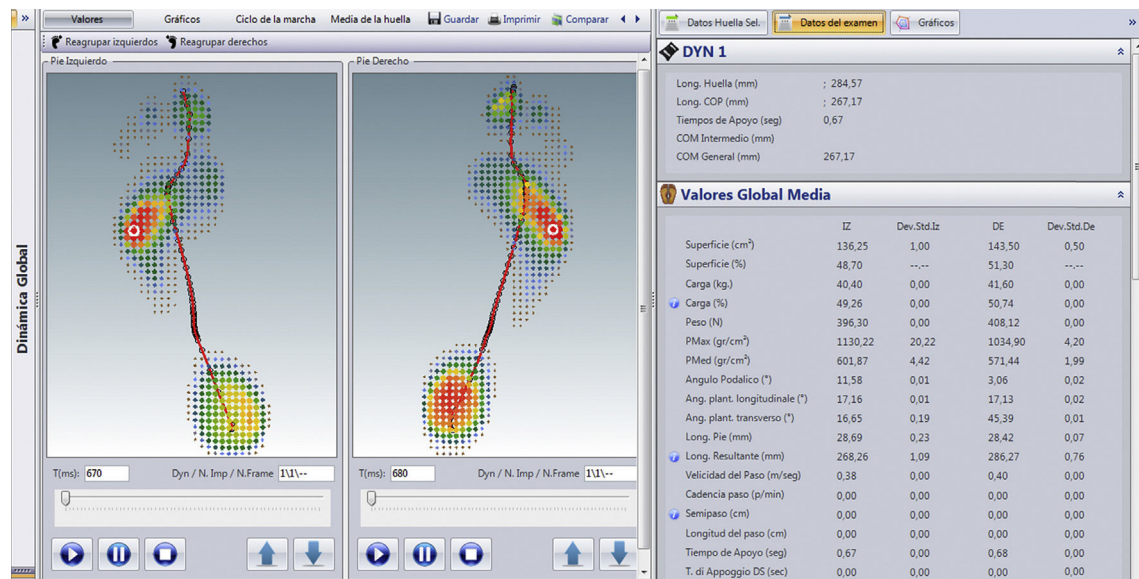 Valores Gráficos Ciclo de la marcha Media de la huella Guardar Imprimir Comparar
Reagrupar izquierdos Reagrupar derechos
Pie Izquierdo
Pie Derecho
Dinámica Global
T(ms): 670 Dyn / N. Imp / N.Frame 1\1\--
T(ms): 680 Dyn / N. Imp / N.Frame 1\1\--
Datos Huella Sel. Datos del examen Gráficos
DYN 1
Long. Huella (mm) ; 284,57
Long. COP (mm) ; 267,17
Tiempos de Apoyo (seg) 0,67
COM Intermedio (mm)
COM General (mm) 267,17
Valores Global Media
IZ Dev.Std.Iz DE Dev.Std.De
Superficie (cm²) 136,25 1,00 143,50 0,50
Superficie (%) 48,70 --,-- 51,30 --,--
Carga (kg.) 40,40 0,00 41,60 0,00
Carga (%) 49,26 0,00 50,74 0,00
Peso (N) 396,30 0,00 408,12 0,00
PMax (gr/cm²) 1130,22 20,22 1034,90 4,20
PMed (gr/cm²) 601,87 4,42 571,44 1,99
Angulo Podalico (°) 11,58 0,01 3,06 0,02
Ang. plant. longitudinale (°) 17,16 0,01 17,13 0,02
Ang. plant. transverso (°) 16,65 0,19 45,39 0,01
Long. Pie (mm) 28,69 0,23 28,42 0,07
Long. Resultante (mm) 268,26 1,09 286,27 0,76
Velicidad del Paso (m/seg) 0,38 0,00 0,40 0,00
Cadencia paso (p/min) 0,00 0,00 0,00 0,00
Semipaso (cm) 0,00 0,00 0,00 0,00
Longitud del paso (cm) 0,00 0,00 0,00 0,00
Tiempo de Apoyo (seg) 0,67 0,00 0,68 0,00
T. di Appoggio DS (sec) 0,00 0,00 0,00 0,00